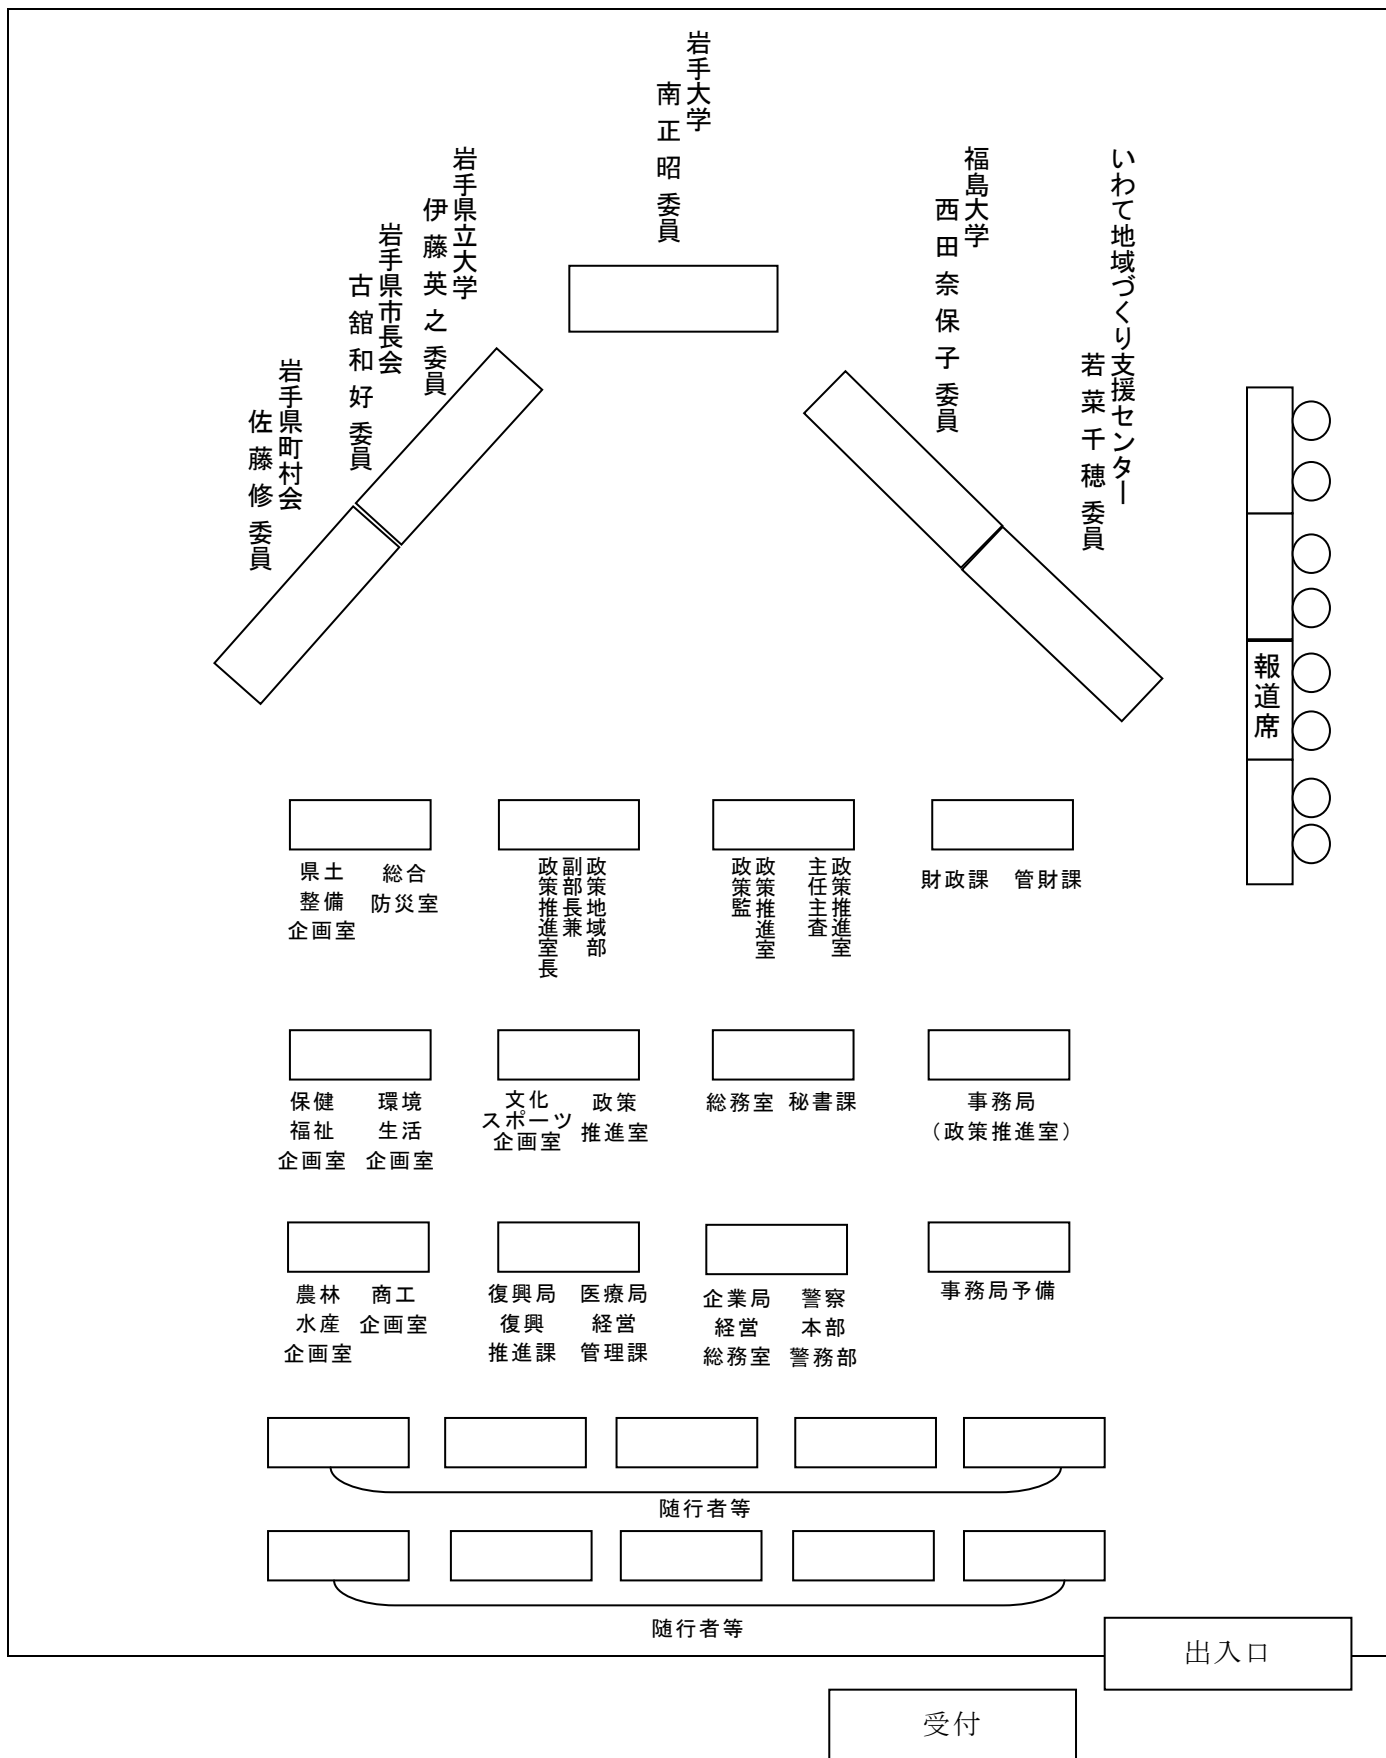 岩手大学
南正昭委員
岩手県立大学
伊藤英之委員
岩手県市長会
古舘和好委員
岩手県町村会
佐藤修委員
福島大学
西田奈保子委員
いわて地域づくり支援センター
若菜千穂委員
報道席
県土
整備
企画室
総合
防災室
政策地域部
副部長兼
政策推進室長
政策推進室
政策監
政策推進室
主任主査
財政課
管財課
保健
福祉
企画室
環境
生活
企画室
文化
スポーツ
企画室
政策
推進室
総務室
秘書課
事務局
（政策推進室）
農林
水産
企画室
商工
企画室
復興局
復興
推進課
医療局
経営
管理課
企業局
経営
総務室
警察
本部
警務部
事務局予備
随行者等
随行者等
出入口
受付